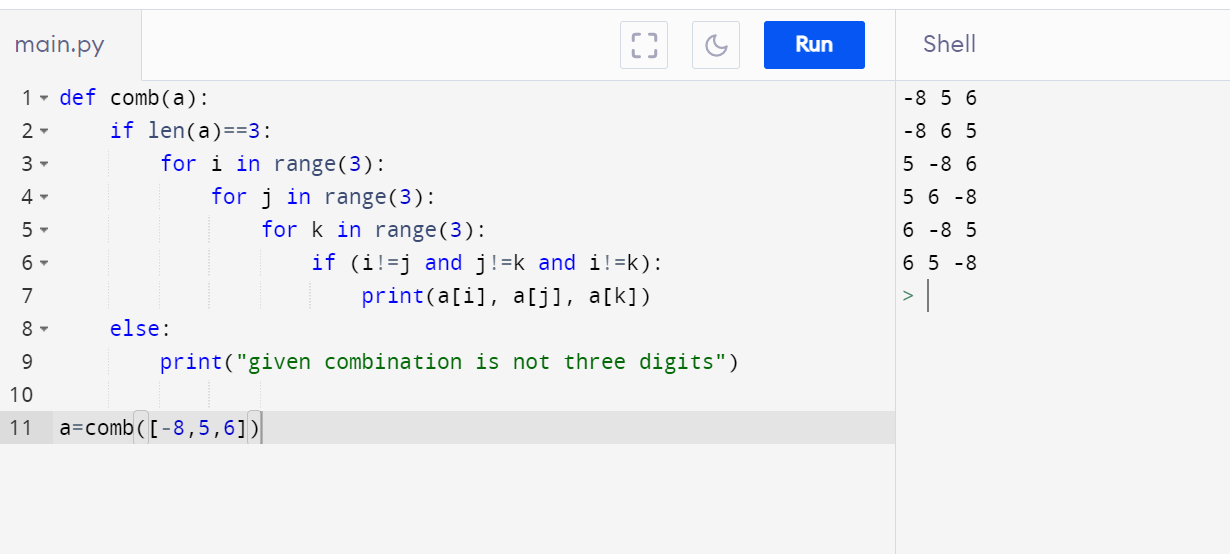 main.py
Run
Shell
1 def comb(a):
2     if len(a)==3:
3         for i in range(3):
4             for j in range(3):
5                 for k in range(3):
6                     if (i!=j and j!=k and i!=k):
7                         print(a[i], a[j], a[k])
8     else:
9         print("given combination is not three digits")
10
11 a=comb([-8,5,6])
-8 5 6
-8 6 5
5 -8 6
5 6 -8
6 -8 5
6 5 -8
>